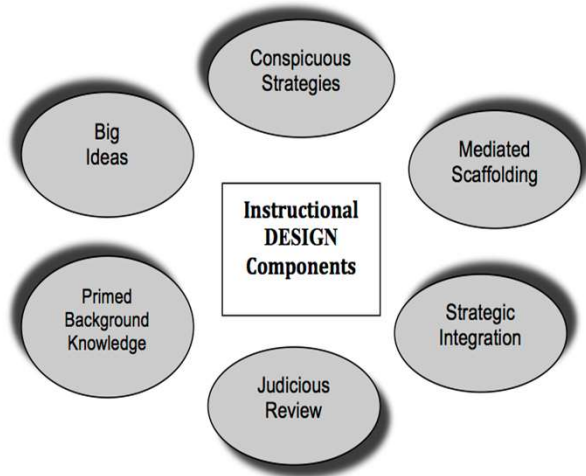 Conspicuous
Strategies
Big
Ideas
Mediated
Scaffolding
Instructional
DESIGN
Components
Primed
Background
Knowledge
Strategic
Integration
Judicious
Review